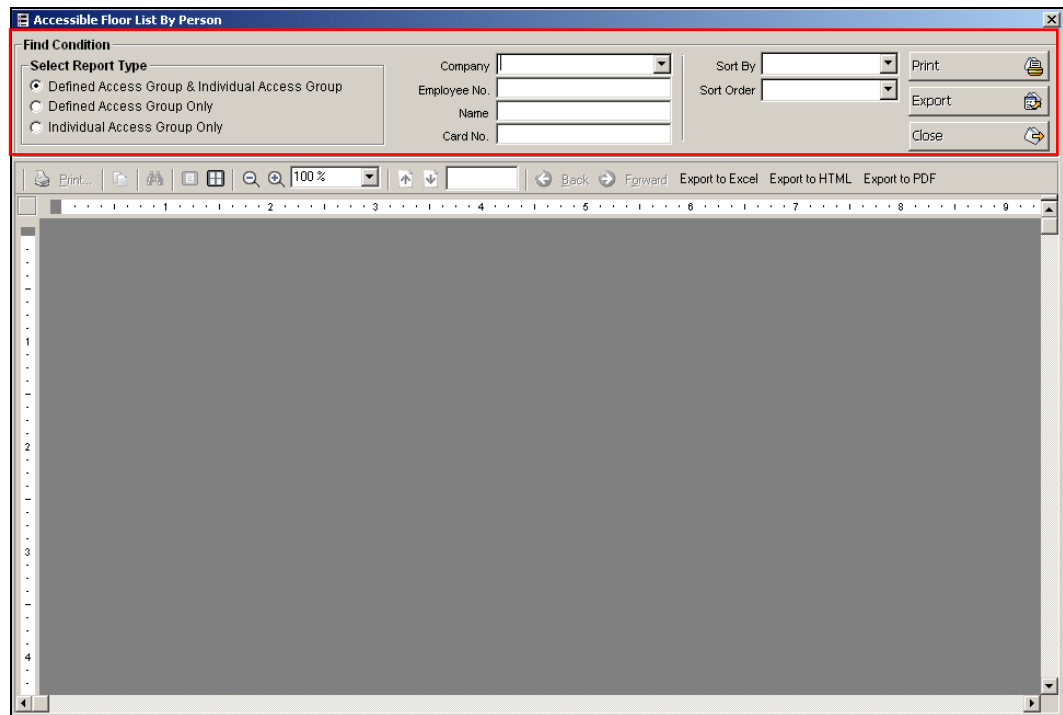 Accessible Floor List By Person
Find Condition
Select Report Type
Defined Access Group & Individual Access Group
Defined Access Group Only
Individual Access Group Only
Company
Employee No.
Name
Card No.
Sort By
Sort Order
Print
Export
Close
Print... 100 % Back Forward Export to Excel Export to HTML Export to PDF
1 2 3 4 5 6 7 8 9
1
2
3
4